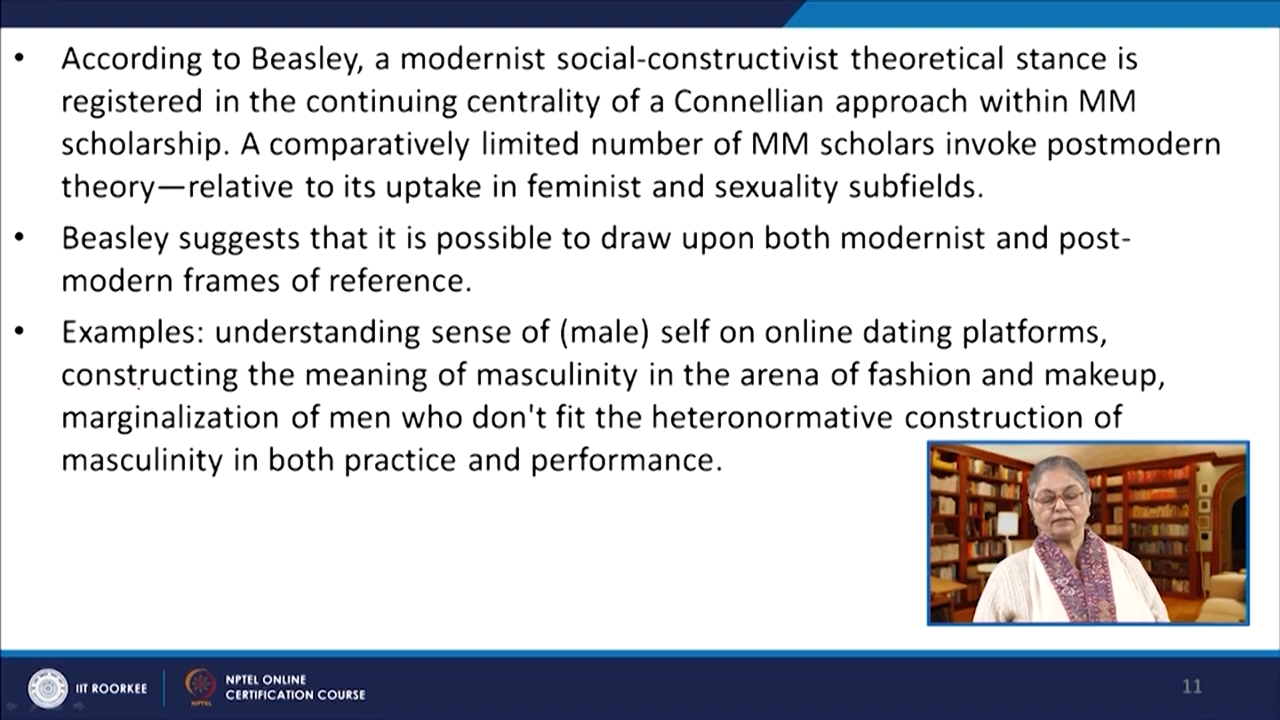 • According to Beasley, a modernist social-constructivist theoretical stance is
registered in the continuing centrality of a Connellian approach within MM
scholarship. A comparatively limited number of MM scholars invoke postmodern
theory—relative to its uptake in feminist and sexuality subfields.
• Beasley suggests that it is possible to draw upon both modernist and post-
modern frames of reference.
• Examples: understanding sense of (male) self on online dating platforms,
constructing the meaning of masculinity in the arena of fashion and makeup,
marginalization of men who don't fit the heteronormative construction of
masculinity in both practice and performance.
IIT ROORKEE
NPTEL
NPTEL ONLINE
CERTIFICATION COURSE
11